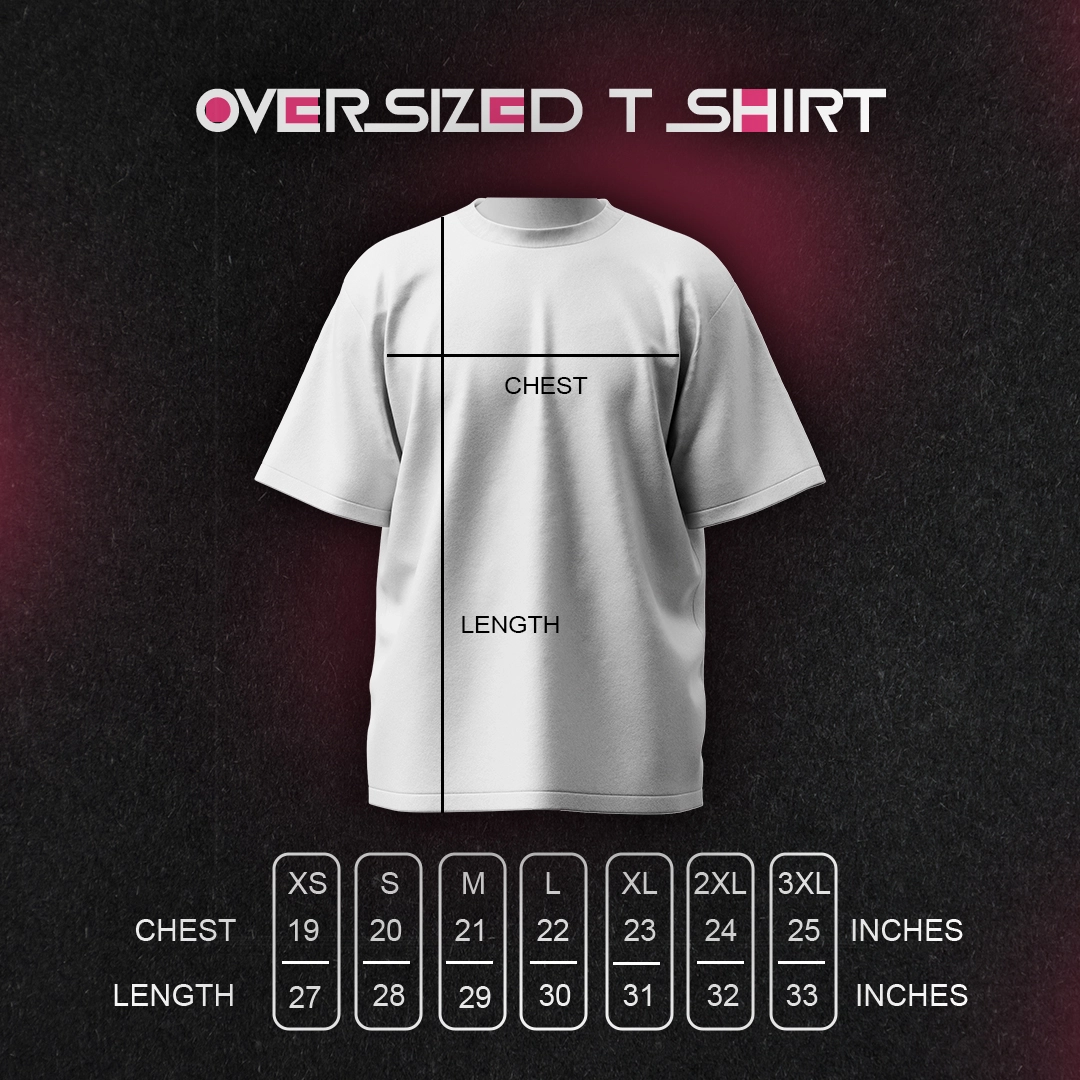 OVERSIZED T SHIRT
CHEST
LENGTH
XS S M L XL 2XL 3XL
CHEST 19 20 21 22 23 24 25 INCHES
LENGTH 27 28 29 30 31 32 33 INCHES